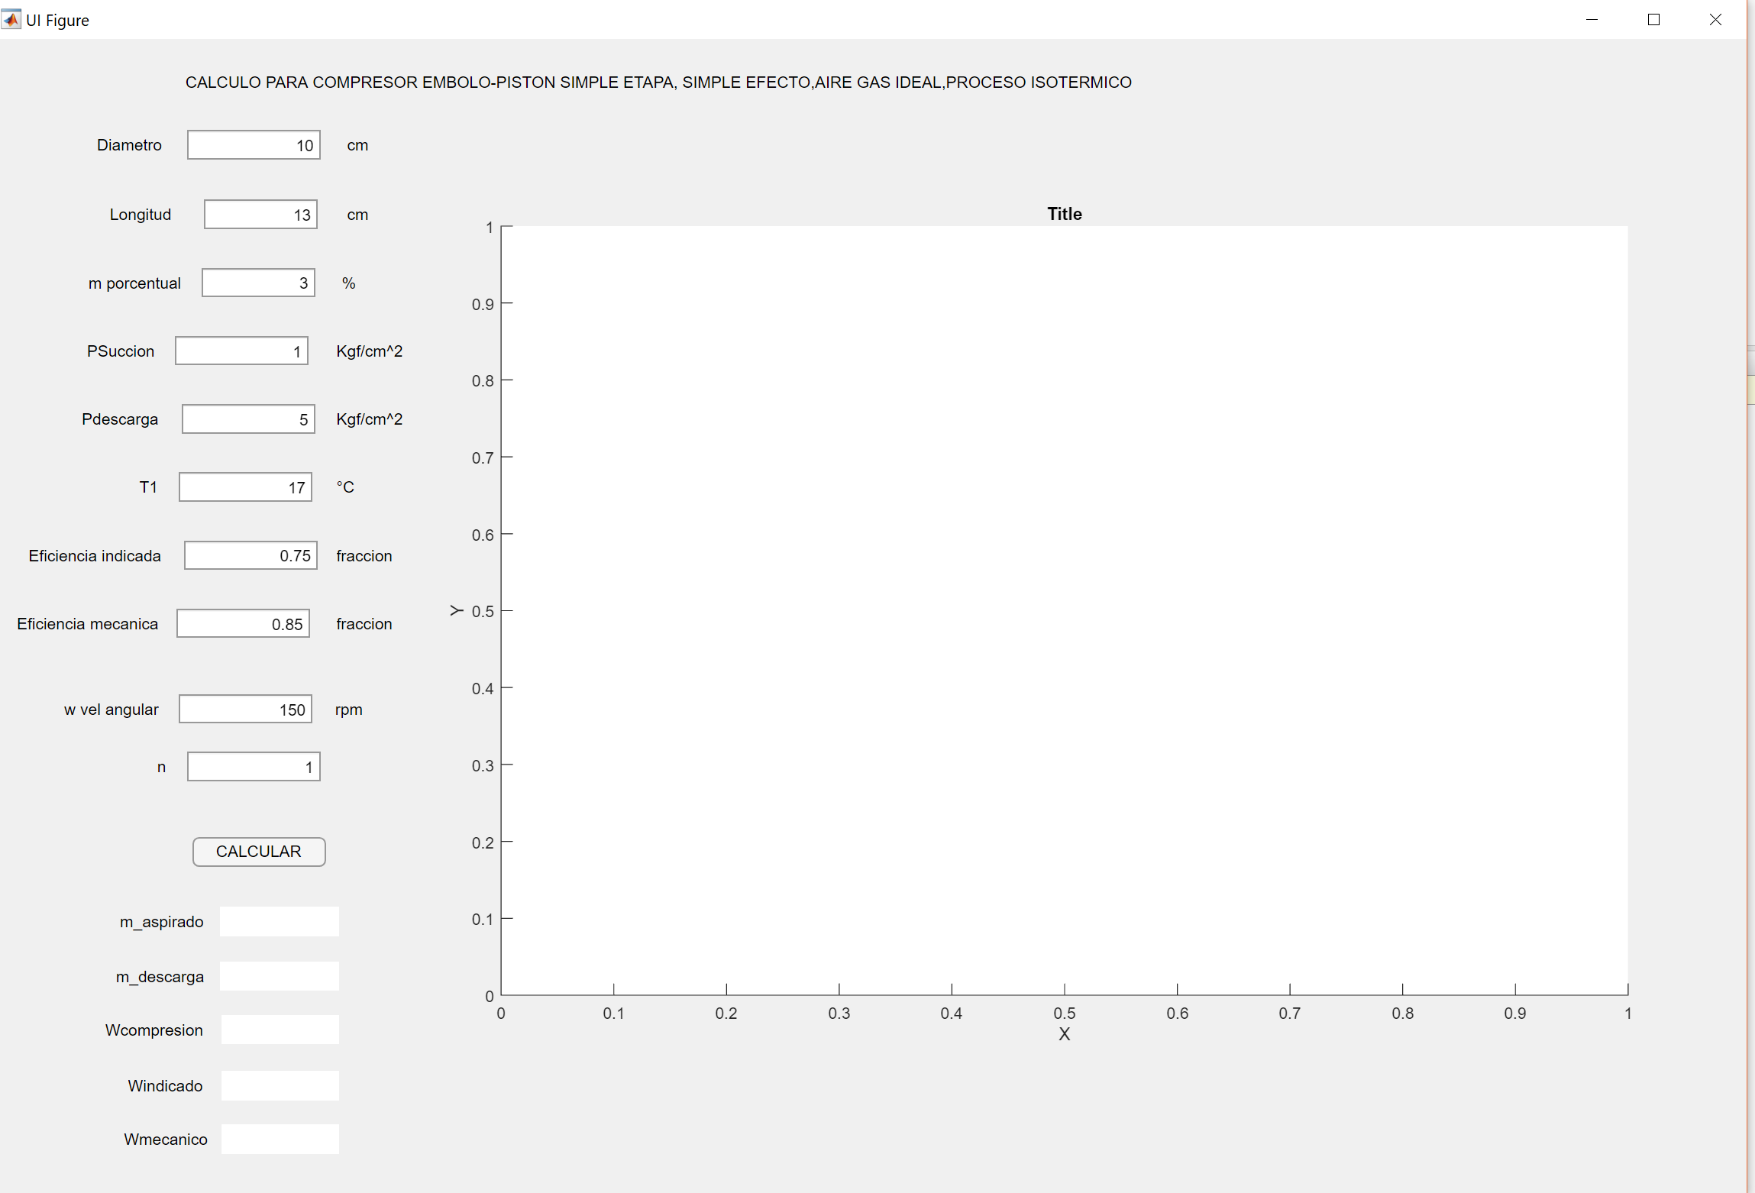 UI Figure
CALCULO PARA COMPRESOR EMBOLO-PISTON SIMPLE ETAPA, SIMPLE EFECTO,AIRE GAS IDEAL,PROCESO ISOTERMICO
Diametro 10 cm
Longitud 13 cm
m porcentual 3 %
PSuccion 1 Kgf/cm^2
Pdescarga 5 Kgf/cm^2
T1 17 °C
Eficiencia indicada 0.75 fraccion
Eficiencia mecanica 0.85 fraccion
w vel angular 150 rpm
n 1
CALCULAR
m_aspirado
m_descarga
Wcompresion
Windicado
Wmecanico
Title
1
0.9
0.8
0.7
0.6
Y 0.5
0.4
0.3
0.2
0.1
0
0 0.1 0.2 0.3 0.4 0.5 0.6 0.7 0.8 0.9 1
X